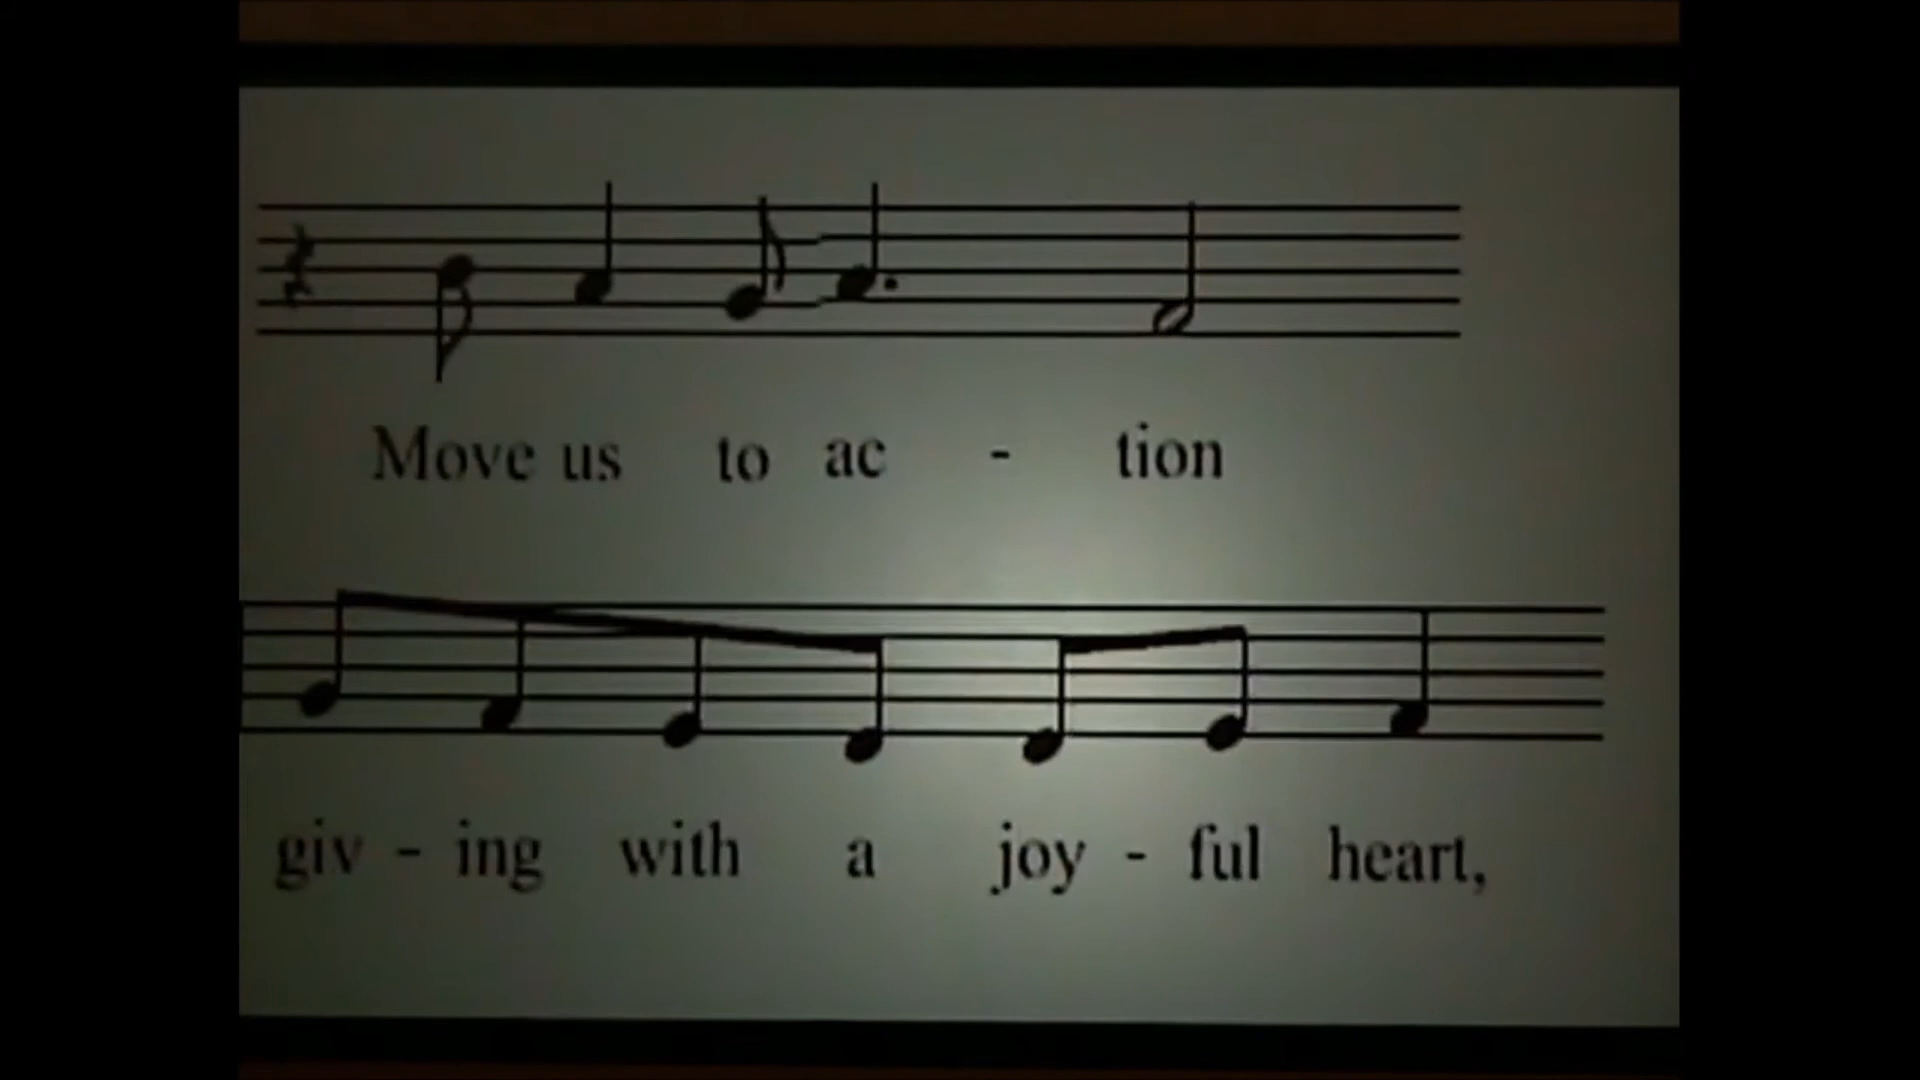 Move us to ac - tion
giv - ing with a joy - ful heart,